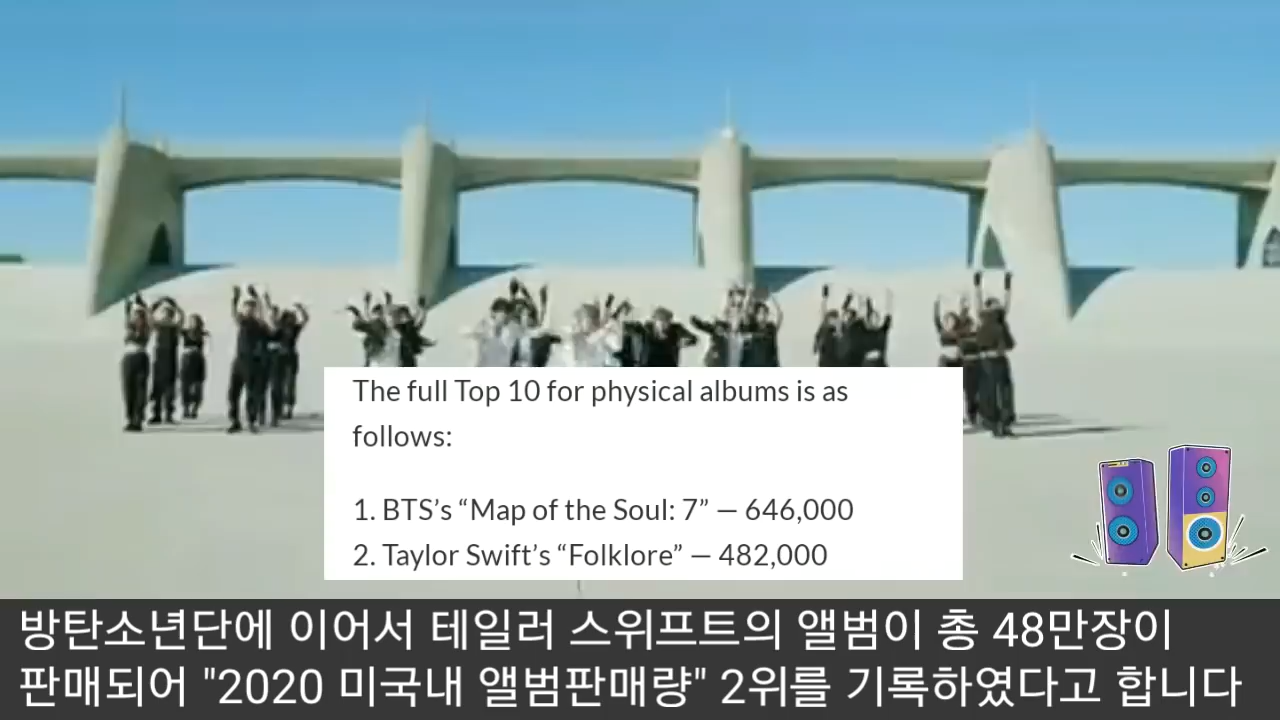 The full Top 10 for physical albums is as
follows:
1. BTS’s “Map of the Soul: 7” — 646,000
2. Taylor Swift’s “Folklore” — 482,000
방탄소년단에 이어서 테일러 스위프트의 앨범이 총 48만장이
판매되어 "2020 미국내 앨범판매량" 2위를 기록하였다고 합니다